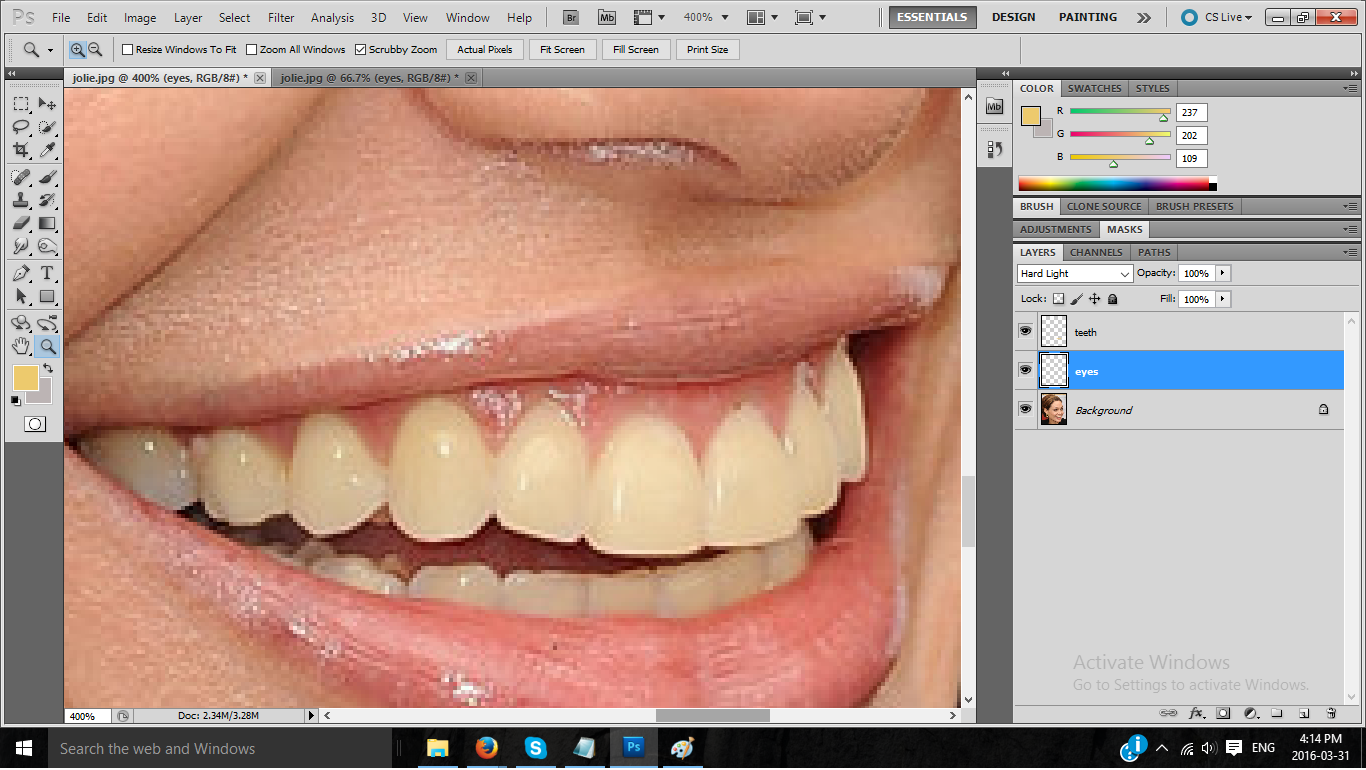 Ps File Edit Image Layer Select Filter Analysis 3D View Window Help Br Mb 400% ESSENTIALS DESIGN PAINTING CS Live
Resize Windows To Fit Zoom All Windows Scrubby Zoom Actual Pixels Fit Screen Fill Screen Print Size
jolie.jpg @ 400% (eyes, RGB/8#) * jolie.jpg @ 66.7% (eyes, RGB/8#) *
Mb
COLOR SWATCHES STYLES
R 237
G 202
B 109
BRUSH CLONE SOURCE BRUSH PRESETS
ADJUSTMENTS MASKS
LAYERS CHANNELS PATHS
Hard Light Opacity: 100%
Lock: Fill: 100%
teeth
eyes
Background
T
Activate Windows
Go to Settings to activate Windows.
400% Doc: 2.34M/3.28M
fx
Search the web and Windows S Ps ENG 4:14 PM
2016-03-31